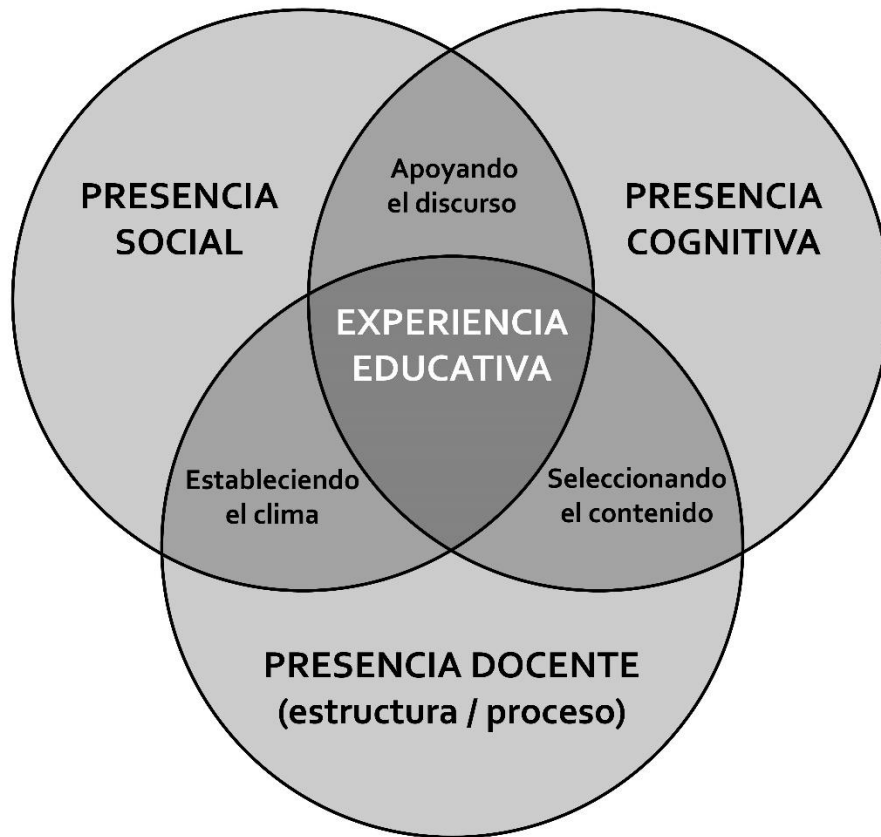 Apoyando
el discurso
PRESENCIA
SOCIAL
PRESENCIA
COGNITIVA
EXPERIENCIA
EDUCATIVA
Estableciendo
el clima
Seleccionando
el contenido
PRESENCIA DOCENTE
(estructura / proceso)